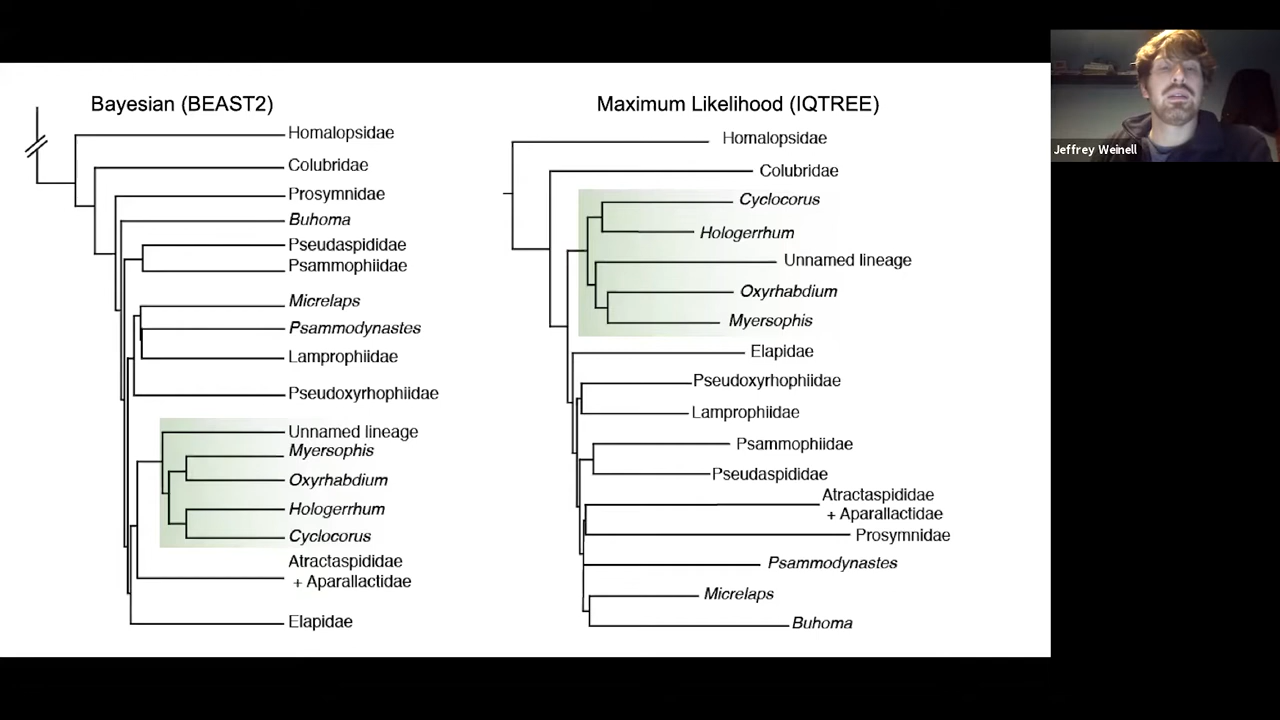 Bayesian (BEAST2)
Homalopsidae
Colubridae
Prosymnidae
Buhoma
Pseudaspididae
Psammophiidae
Micrelaps
Psammodynastes
Lamprophiidae
Pseudoxyrhophiidae
Unnamed lineage
Myersophis
Oxyrhabdium
Hologerrhum
Cyclocorus
Atractaspididae
+ Aparallactidae
Elapidae
Maximum Likelihood (IQTREE)
Homalopsidae
Colubridae
Cyclocorus
Hologerrhum
Unnamed lineage
Oxyrhabdium
Myersophis
Elapidae
Pseudoxyrhophiidae
Lamprophiidae
Psammophiidae
Pseudaspididae
Atractaspididae
+ Aparallactidae
Prosymnidae
Psammodynastes
Micrelaps
Buhoma
Jeffrey Weinell